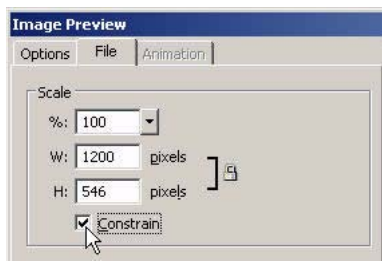 Image Preview
Options File Animation
Scale
%: 100
W: 1200 pixels
H: 546 pixels
Constrain